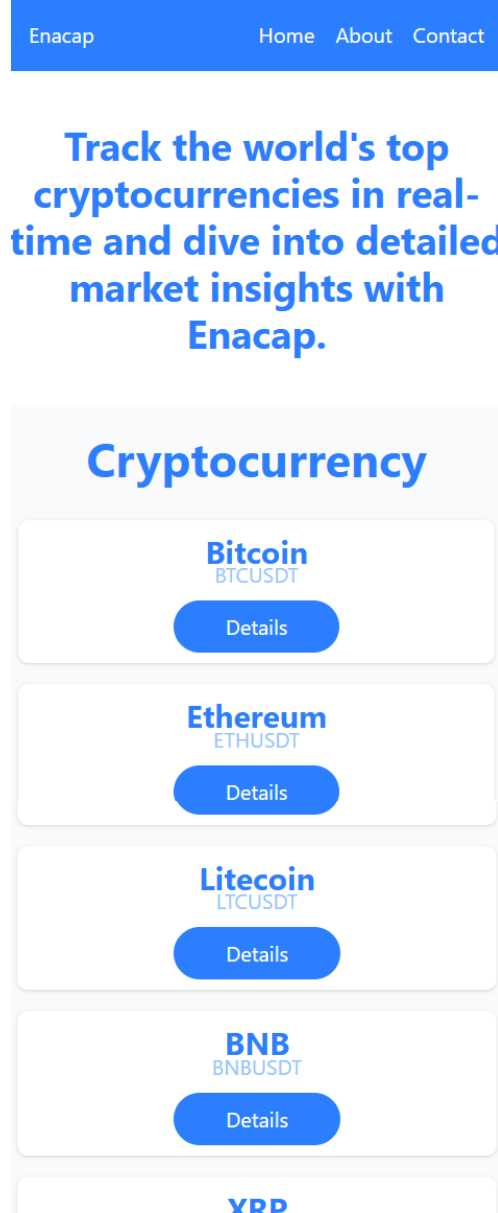 Enacap Home About Contact
Track the world's top
cryptocurrencies in real-
time and dive into detailed
market insights with
Enacap.
Cryptocurrency
Bitcoin
BTCUSDT
Details
Ethereum
ETHUSDT
Details
Litecoin
LTCUSDT
Details
BNB
BNBUSDT
Details
XRP